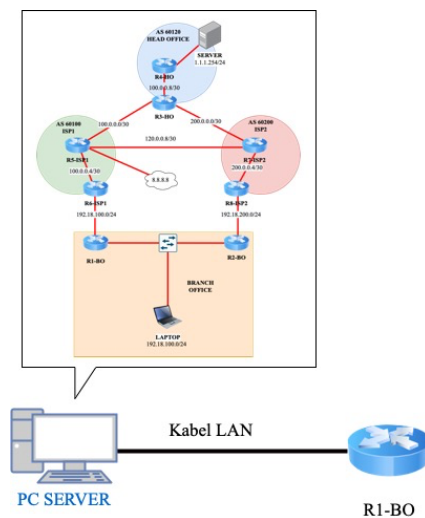 AS 60120
HEAD OFFICE
SERVER
1.1.1.254/24
R4-HO
100.0.0.8/30
R3-HO
AS 60100
ISP1
100.0.0.0/30
200.0.0.0/30
AS 60200
ISP2
120.0.0.8/30
R5-ISP1
R7-ISP2
100.0.0.4/30
200.0.0.4/30
8.8.8.8
R6-ISP1
R8-ISP2
192.18.100.0/24
192.18.200.0/24
R1-BO
R2-BO
BRANCH
OFFICE
LAPTOP
192.18.100.0/24
Kabel LAN
PC SERVER
R1-BO